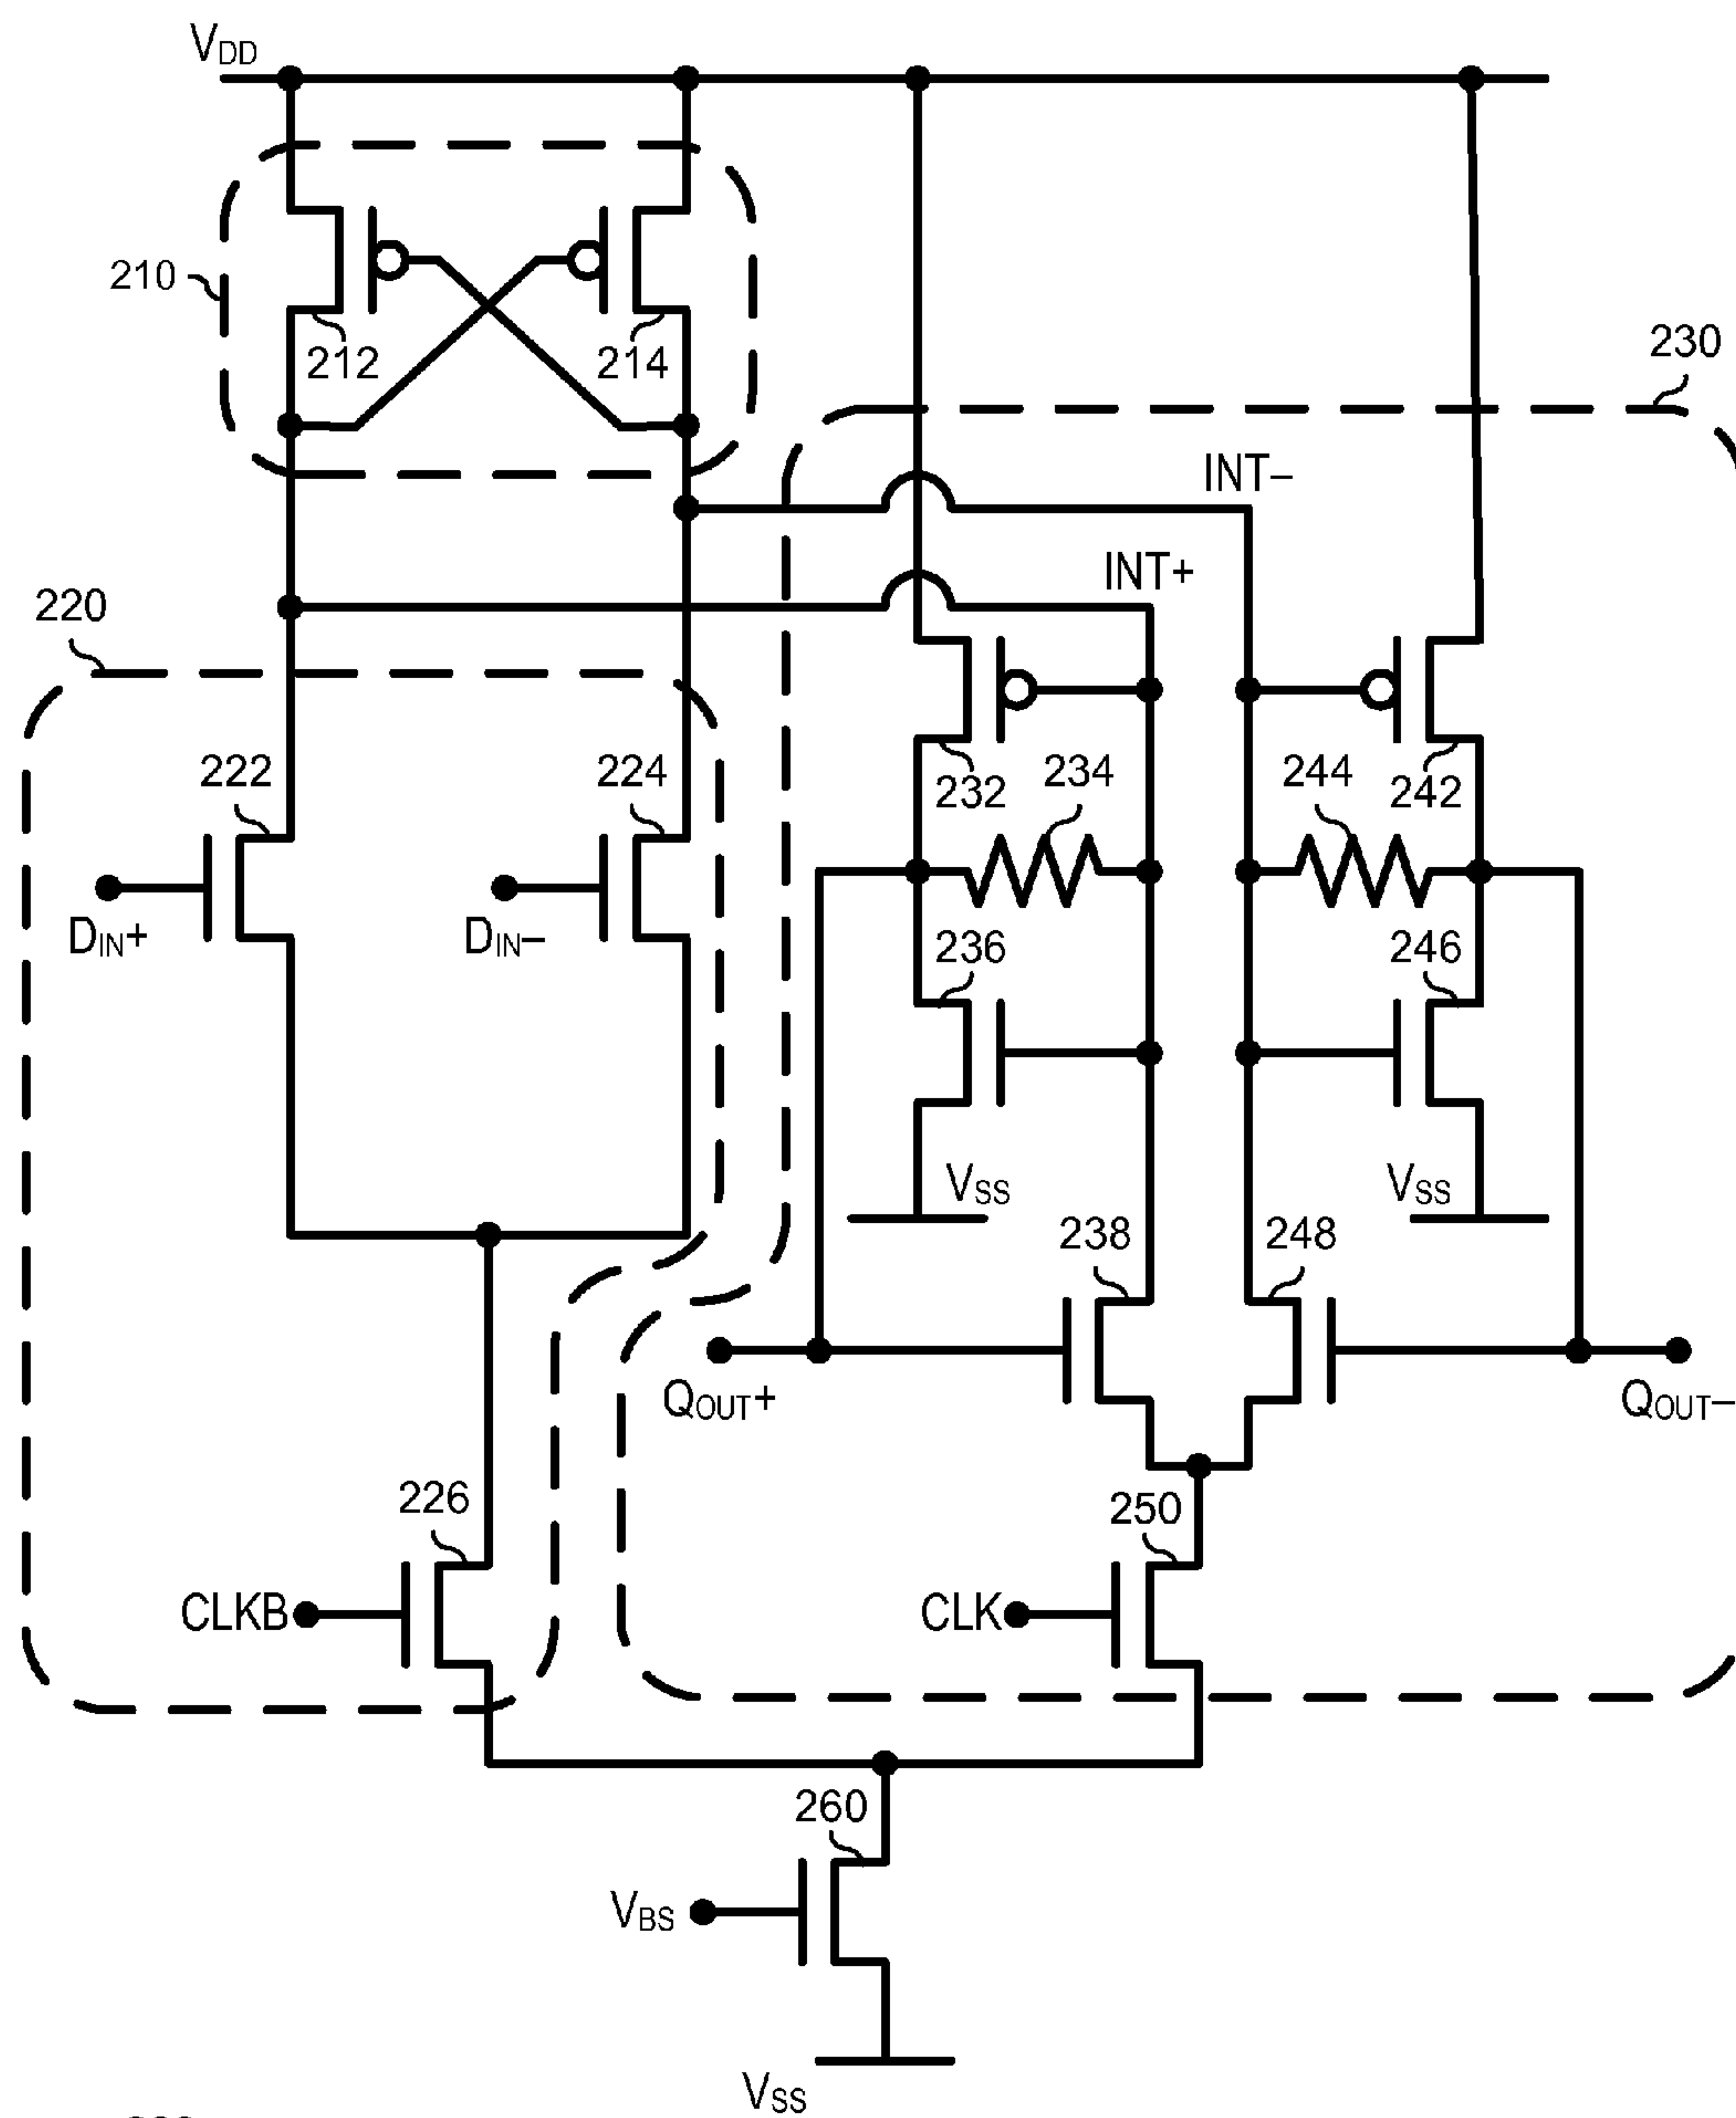 VDD
210
212
214
230
INT–
INT+
220
222
224
232
234
244
242
DIN+
DIN–
236
246
VSS
VSS
238
248
QOUT+
QOUT–
226
250
CLKB
CLK
260
VBS
VSS